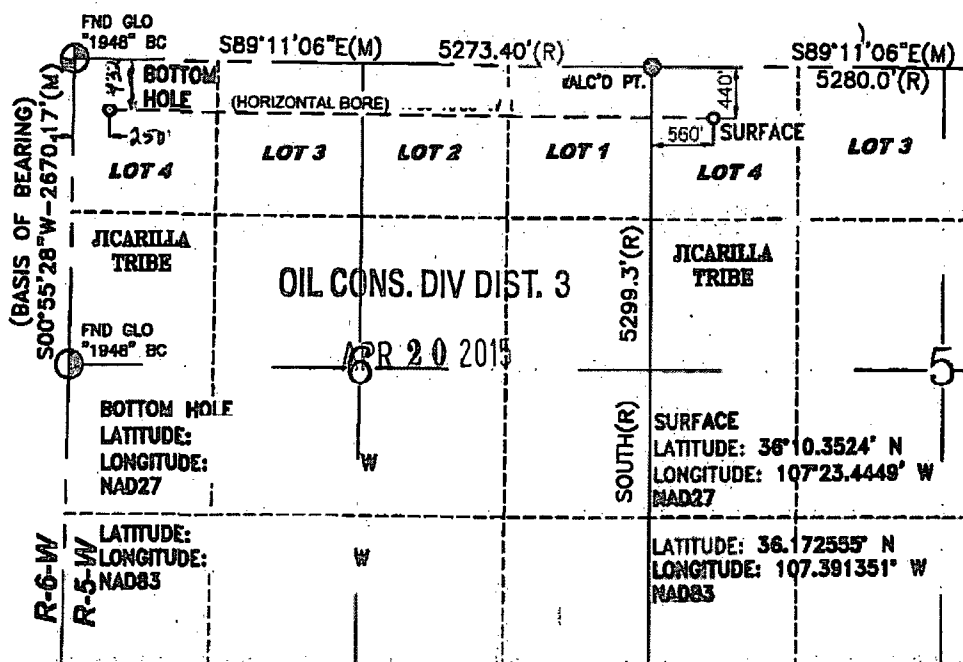 FND GLO
"1948" BC
S89°11'06"E(M) 5273.40'(R)
S89°11'06"E(M)
5280.0'(R)
BOTTOM
HOLE
(HORIZONTAL BORE)
CALC'D PT.
440'
250'
560'
SURFACE
LOT 4
LOT 3
LOT 2
LOT 1
LOT 4
LOT 3
(BASIS OF BEARING)
S00°55'28"W-2670.17'(M)
JICARILLA
TRIBE
OIL CONS. DIV DIST. 3
APR 20 2015
5299.3'(R)
SOUTH(R)
JICARILLA
TRIBE
FND GLO
"1948" BC
6
5
BOTTOM HOLE
LATITUDE:
LONGITUDE:
NAD27
W
SURFACE
LATITUDE: 36°10.3524' N
LONGITUDE: 107°23.4449' W
NAD27
LATITUDE:
LONGITUDE:
NAD83
W
LATITUDE: 36.172555° N
LONGITUDE: 107.391351° W
NAD83
R-6-W
R-5-W